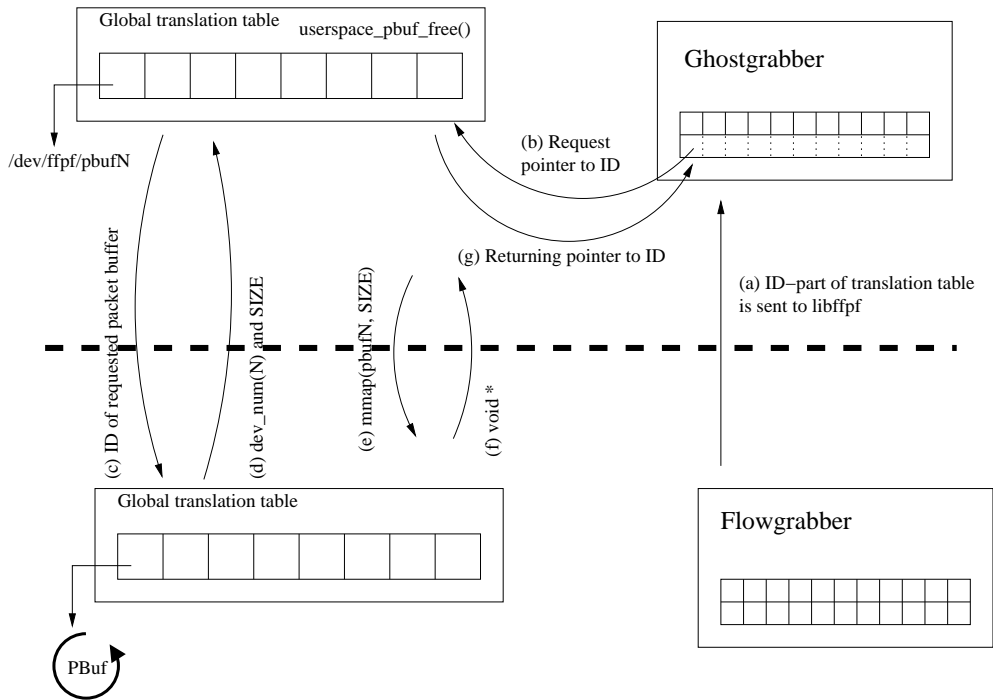 Global translation table
userspace_pbuf_free()
/dev/ffpf/pbufN
Ghostgrabber
(b) Request
pointer to ID
(g) Returning pointer to ID
(a) ID−part of translation table
is sent to libffpf
(c) ID of requested packet buffer
(d) dev_num(N) and SIZE
(e) mmap(pbufN, SIZE)
(f) void *
Global translation table
PBuf
Flowgrabber